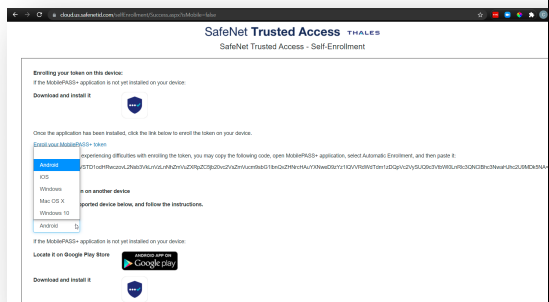 cloud.us.safenetid.com/selfEnrollment/Success.aspx?isMobile=false
SafeNet Trusted Access THALES
SafeNet Trusted Access - Self-Enrollment
Enrolling your token on this device:
If the MobilePASS+ application is not yet installed on your device:
Download and install it
Once the application has been installed, click the link below to enroll the token on your device.
Enroll your MobilePASS+ token
experiencing difficulties with enrolling the token, you may copy the following code, open MobilePASS+ application, select Automatic Enrollment, and then paste it:
Android
iOS
Windows
n on another device
Mac OS X
ported device below, and follow the instructions.
Windows 10
Android
If the MobilePASS+ application is not yet installed on your device:
Locate it on Google Play Store
ANDROID APP ON
Google play
Download and install it